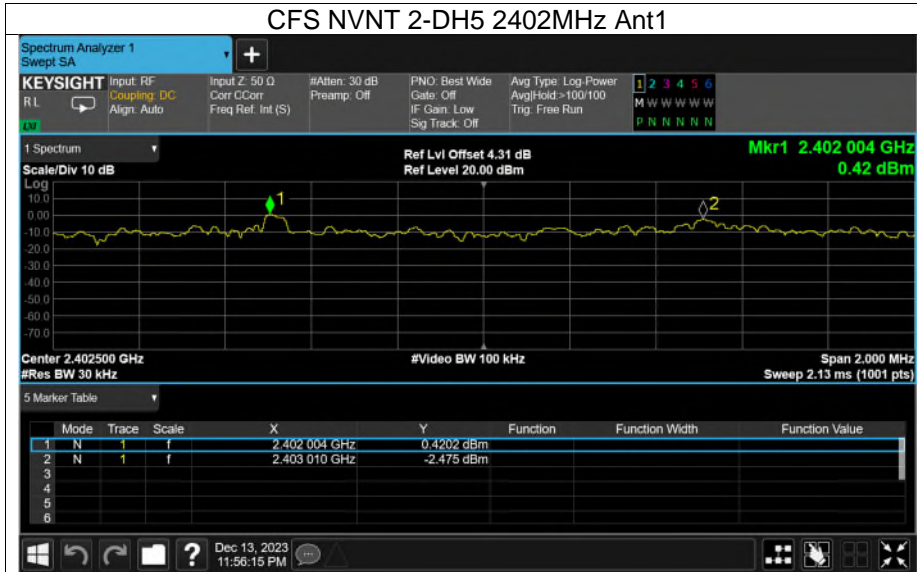 CFS NVNT 2-DH5 2402MHz Ant1
Spectrum Analyzer 1
Swept SA
+
KEYSIGHT Input: RF Input Z: 50 Ω #Atten: 30 dB PNO: Best Wide Avg Type: Log-Power 1 2 3 4 5 6
RL Coupling: DC Corr CCorr Preamp: Off Gate: Off Avg|Hold:>100/100 M W W W W W
Align: Auto Freq Ref: Int (S) IF Gain: Low Trig: Free Run P N N N N N
LXI Sig Track: Off
1 Spectrum Ref Lvl Offset 4.31 dB Mkr1 2.402 004 GHz
Scale/Div 10 dB Ref Level 20.00 dBm 0.42 dBm
Log
10.0 1
0.00 2
-10.0
-20.0
-30.0
-40.0
-50.0
-60.0
-70.0
Center 2.402500 GHz #Video BW 100 kHz Span 2.000 MHz
#Res BW 30 kHz Sweep 2.13 ms (1001 pts)
5 Marker Table
Mode Trace Scale X Y Function Function Width Function Value
1 N 1 f 2.402 004 GHz 0.4202 dBm
2 N 1 f 2.403 010 GHz -2.475 dBm
3
4
5
6
? Dec 13, 2023
11:56:15 PM